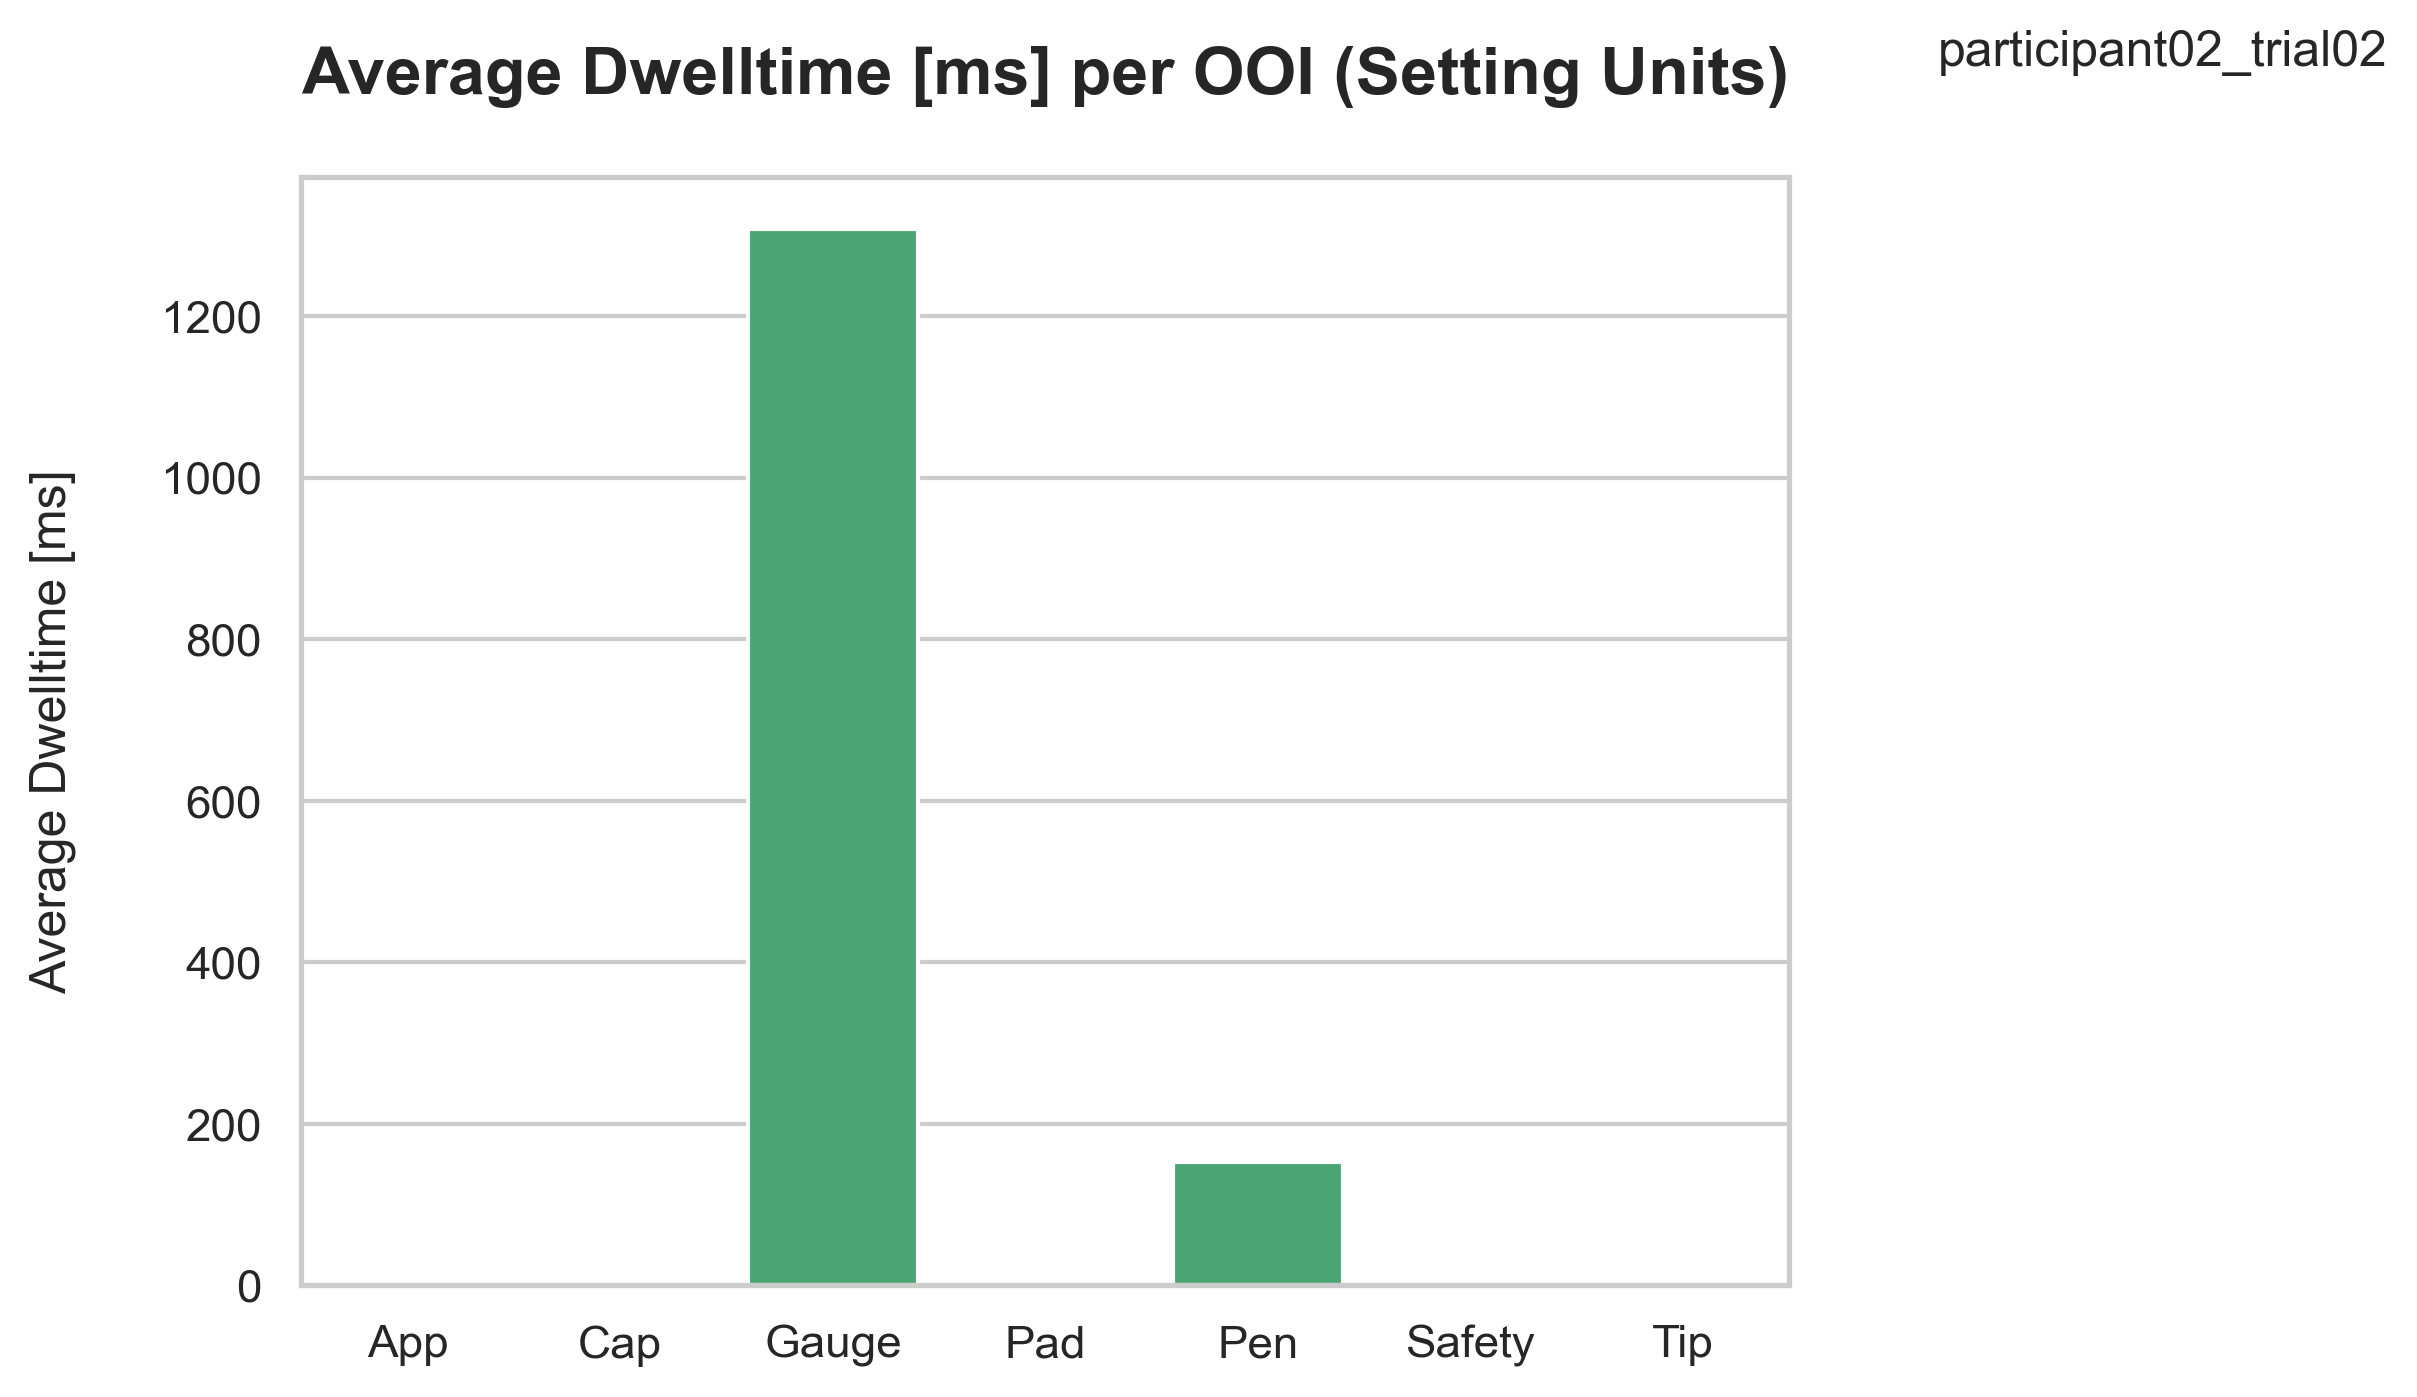 Average Dwelltime [ms] per OOI (Setting Units)
participant02_trial02
Average Dwelltime [ms]
1200
1000
800
600
400
200
0
App Cap Gauge Pad Pen Safety Tip